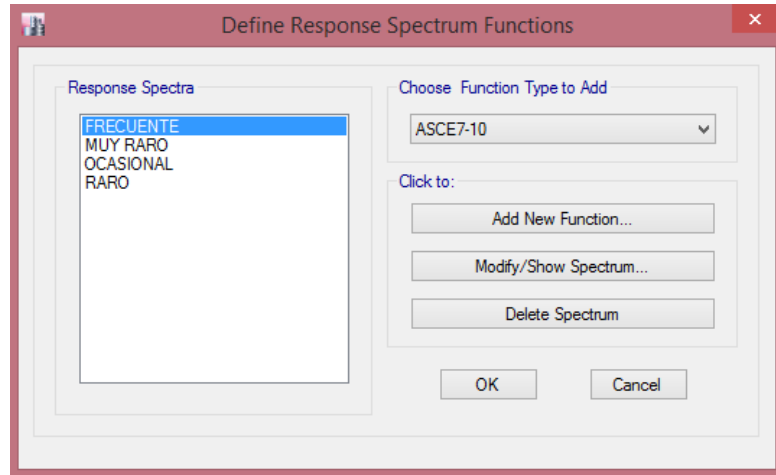 Define Response Spectrum Functions
Response Spectra
FRECUENTE
MUY RARO
OCASIONAL
RARO
Choose Function Type to Add
ASCE7-10
Click to:
Add New Function...
Modify/Show Spectrum...
Delete Spectrum
OK
Cancel